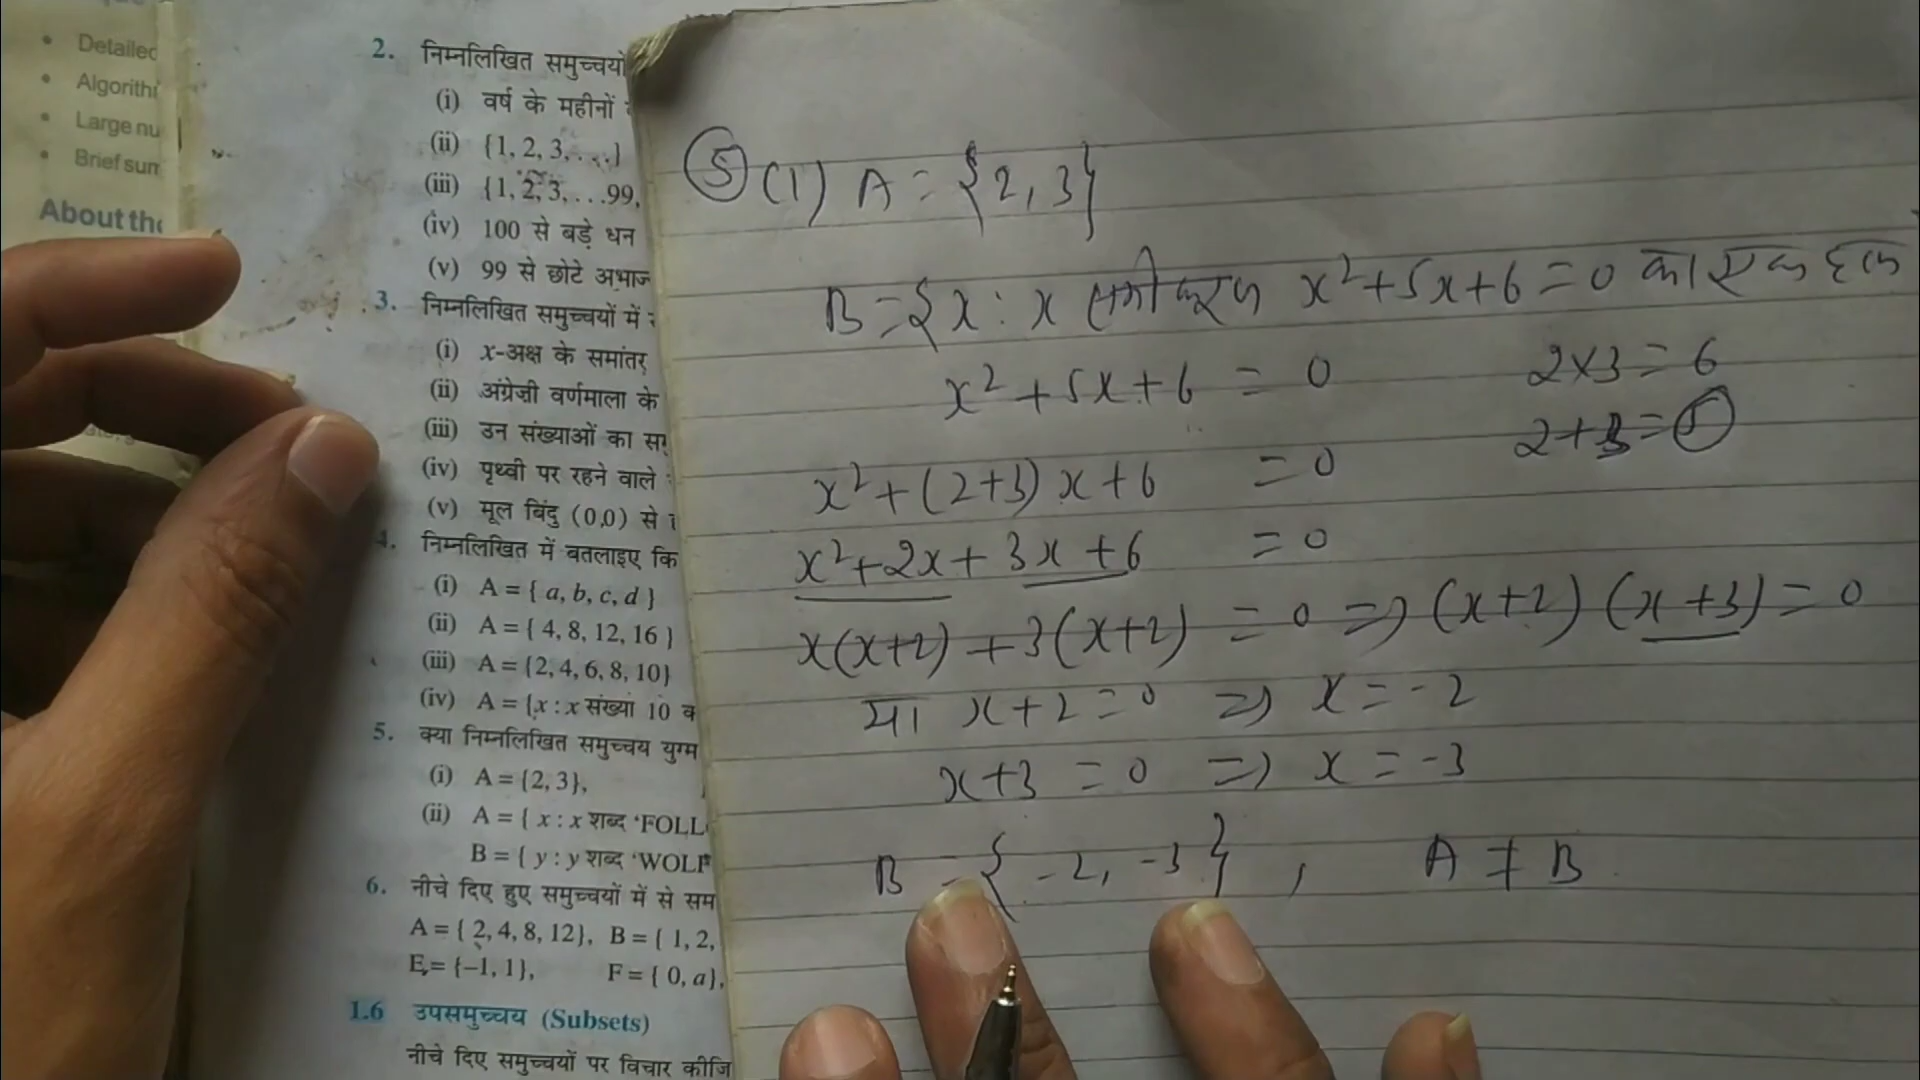 Detailed
Algorith
Large nu
Brief sum
About the
2. निम्नलिखित समुच्चयों
(i) वर्ष के महीनों
(ii) {1, 2, 3, . . .}
(iii) {1, 2, 3, . . .99,
(iv) 100 से बड़े धन
(v) 99 से छोटे अभाज
3. निम्नलिखित समुच्चयों में
(i) x-अक्ष के समांतर
(ii) अंग्रेज़ी वर्णमाला के
(iii) उन संख्याओं का
(iv) पृथ्वी पर रहने वाले
(v) मूल बिंदु (0,0) से
4. निम्नलिखित में बतलाइए कि
(i) A = { a, b, c, d }
(ii) A = { 4, 8, 12, 16 }
(iii) A = {2, 4, 6, 8, 10}
(iv) A = {x : x संख्या 10
5. क्या निम्नलिखित समुच्चय युग्म
(i) A = {2, 3},
(ii) A = { x : x शब्द ‘FOLL
B = { y : y शब्द ‘WOLF
6. नीचे दिए हुए समुच्चयों में से सम
A = { 2, 4, 8, 12}, B = { 1, 2,
E = {–1, 1}, F = { 0, a},
1.6 उपसमुच्चय (Subsets)
नीचे दिए समुच्चयों पर विचार कीजि
5 (1) A = {2, 3}
B = {x : x समीकरण x²+5x+6 = 0 का एक हल
x² + 5x + 6 = 0 2×3 = 6
2+3 = 5
x² + (2+3) x + 6 = 0
x² + 2x + 3x + 6 = 0
x(x+2) + 3(x+2) = 0 ⇒ (x+2) (x+3) = 0
या x+2 = 0 ⇒ x = -2
x+3 = 0 ⇒ x = -3
B = {-2, -3} , A ≠ B